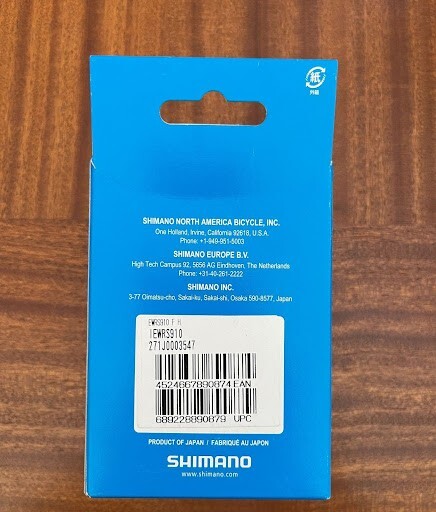 紙
外箱
SHIMANO NORTH AMERICA BICYCLE, INC.
One Holland, Irvine, California 92618, U.S.A.
Phone: +1-949-951-5003
SHIMANO EUROPE B.V.
High Tech Campus 92, 5656 AG Eindhoven, The Netherlands
Phone: +31-40-261-2222
SHIMANO INC.
3-77 Oimatsu-cho, Sakai-ku, Sakai-shi, Osaka 590-8577, Japan
EWRS910 F H
IEWRS910
271J0003547
4524667890874 EAN
689228890879 UPC
PRODUCT OF JAPAN / FABRIQUÉ AU JAPON
SHIMANO
www.shimano.com